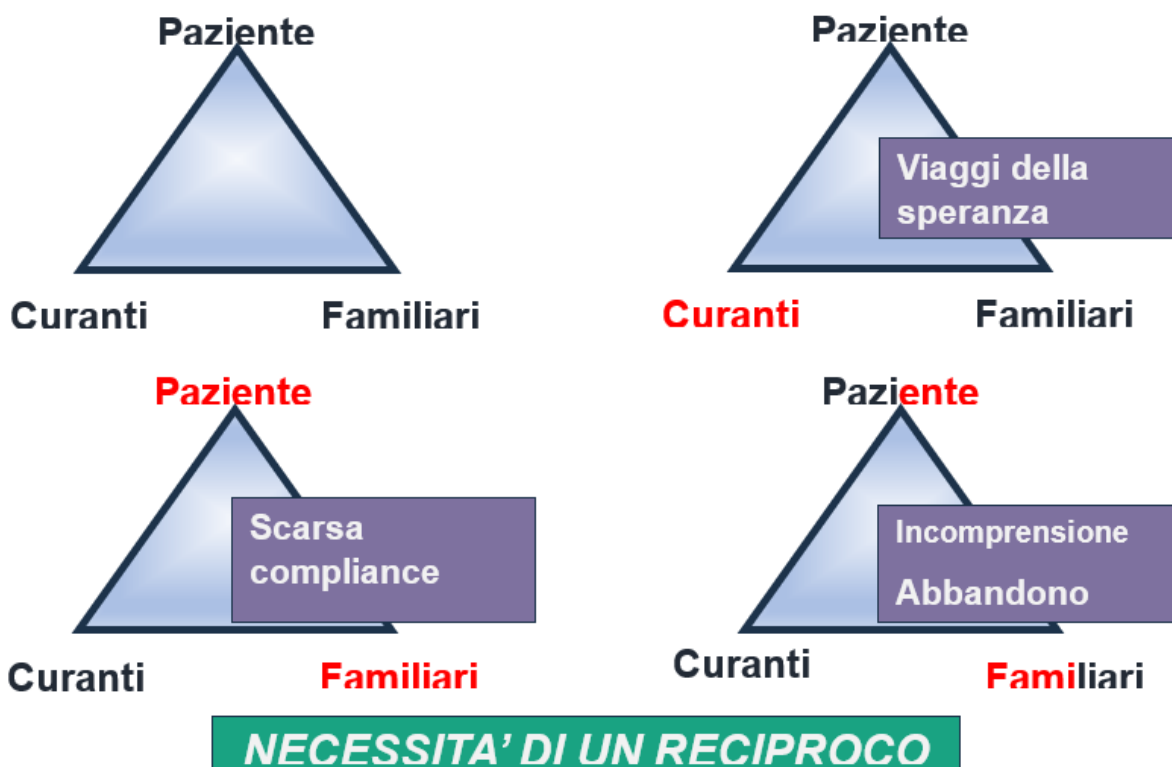 Paziente
Curanti
Familiari
Paziente
Viaggi della
speranza
Curanti
Familiari
Paziente
Scarsa
compliance
Curanti
Familiari
Paziente
Incomprensione
Abbandono
Curanti
Familiari
NECESSITA' DI UN RECIPROCO